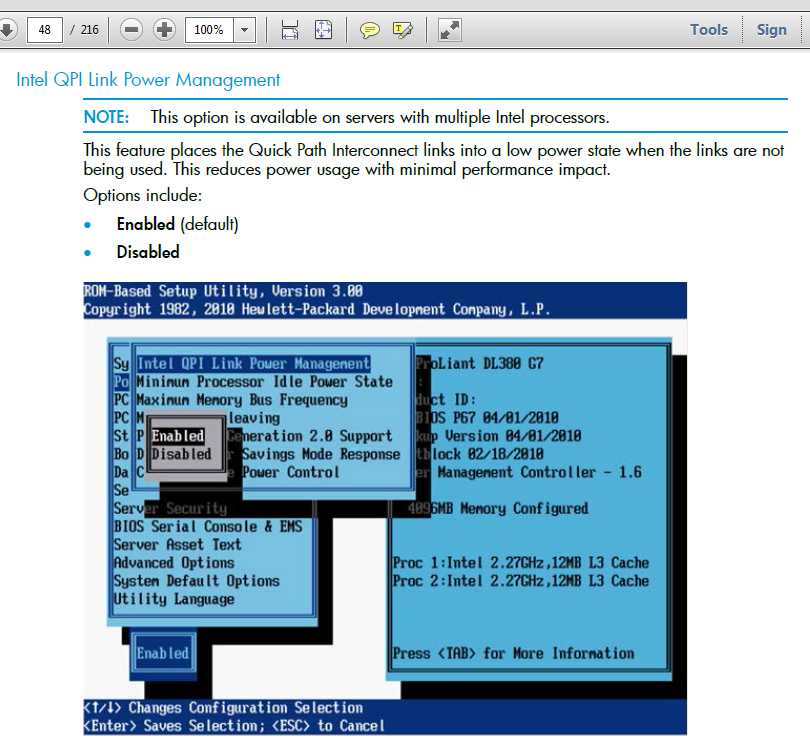 48 / 216 100% Tools Sign
Intel QPI Link Power Management
NOTE: This option is available on servers with multiple Intel processors.
This feature places the Quick Path Interconnect links into a low power state when the links are not
being used. This reduces power usage with minimal performance impact.
Options include:
• Enabled (default)
• Disabled
ROM-Based Setup Utility, Version 3.00
Copyright 1982, 2010 Hewlett-Packard Development Company, L.P.
Sy Intel QPI Link Power Management ProLiant DL380 G7
Po Minimum Processor Idle Power State :
PC Maximum Memory Bus Frequency duct ID:
PC M leaving BIOS P67 04/01/2010
St P Enabled Generation 2.0 Support kup Version 04/01/2010
Bo D Disabled r Savings Mode Response tblock 02/18/2010
Da C e Power Control er Management Controller - 1.6
Se
Server Security 4096MB Memory Configured
BIOS Serial Console & EMS
Server Asset Text
Advanced Options Proc 1:Intel 2.27GHz,12MB L3 Cache
System Default Options Proc 2:Intel 2.27GHz,12MB L3 Cache
Utility Language
Enabled Press <TAB> for More Information
<↑/↓> Changes Configuration Selection
<Enter> Saves Selection; <ESC> to Cancel